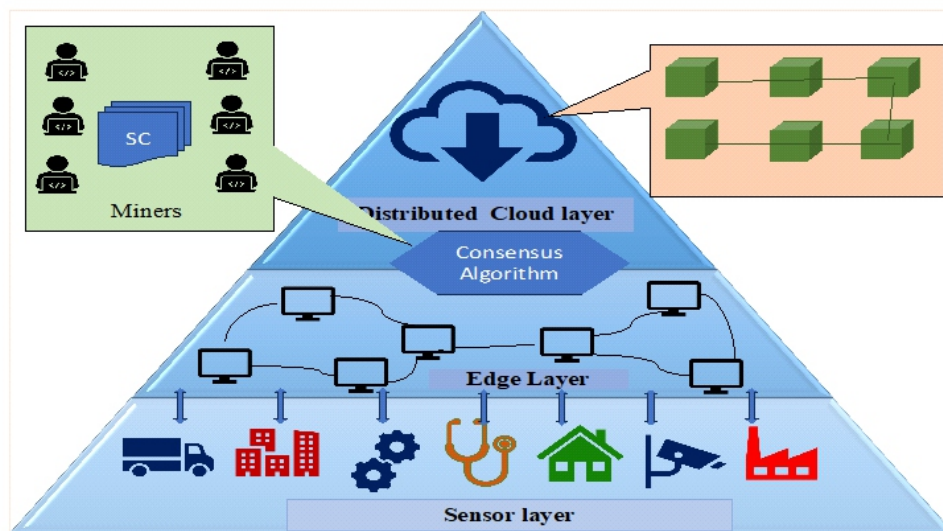 SC
Miners
Distributed Cloud layer
Consensus
Algorithm
Edge Layer
Sensor layer